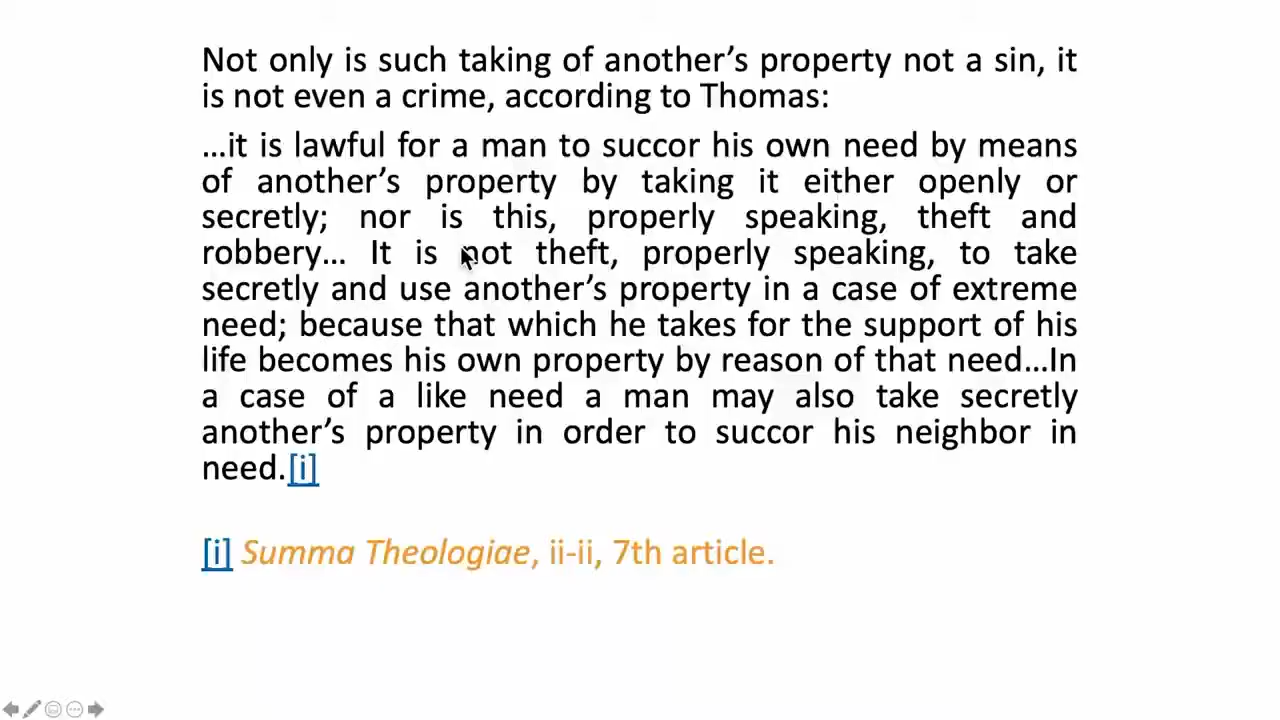 Not only is such taking of another’s property not a sin, it
is not even a crime, according to Thomas:
…it is lawful for a man to succor his own need by means
of another’s property by taking it either openly or
secretly; nor is this, properly speaking, theft and
robbery… It is not theft, properly speaking, to take
secretly and use another’s property in a case of extreme
need; because that which he takes for the support of his
life becomes his own property by reason of that need…In
a case of a like need a man may also take secretly
another’s property in order to succor his neighbor in
need.[i]
[i] Summa Theologiae, ii-ii, 7th article.